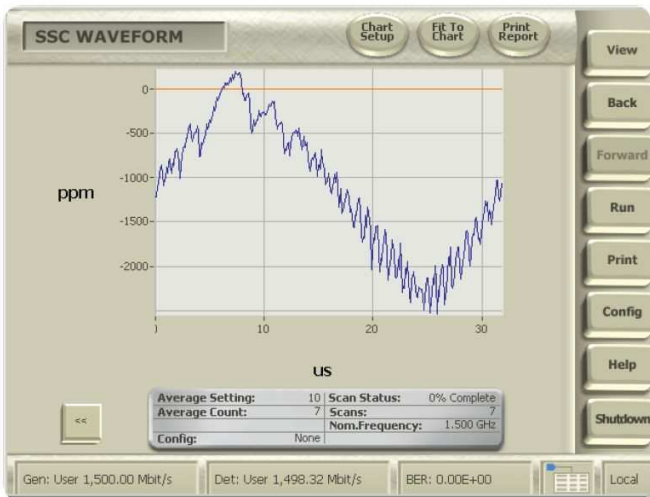 SSC WAVEFORM
Chart Setup
Fit To Chart
Print Report
View
Back
Forward
Run
Print
Config
Help
Shutdown
ppm
0
-500
-1000
-1500
-2000
1
10
20
30
us
<<
Average Setting: 10 Scan Status: 0% Complete
Average Count: 7 Scans: 7
Nom.Frequency: 1.500 GHz
Config: None
Gen: User 1,500.00 Mbit/s
Det: User 1,498.32 Mbit/s
BER: 0.00E+00
Local